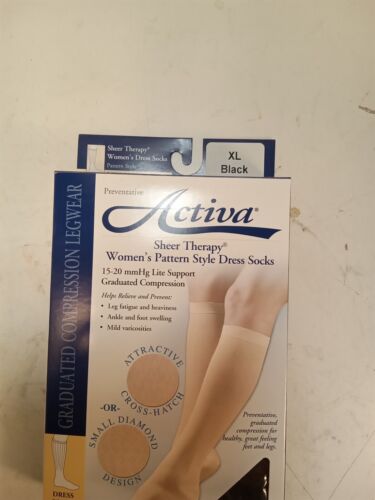 Sheer Therapy®
Women's Dress Socks
Pattern Style
XL
Black
Preventative
Activa®
Sheer Therapy®
Women's Pattern Style Dress Socks
15-20 mmHg Lite Support
Graduated Compression
Helps Relieve and Prevent:
• Leg fatigue and heaviness
• Ankle and foot swelling
• Mild varicosities
GRADUATED COMPRESSION LEGWEAR
ATTRACTIVE
CROSS-HATCH
-OR-
SMALL DIAMOND
DESIGN
Preventative,
graduated
compression for
healthy, great feeling
feet and legs.
DRESS